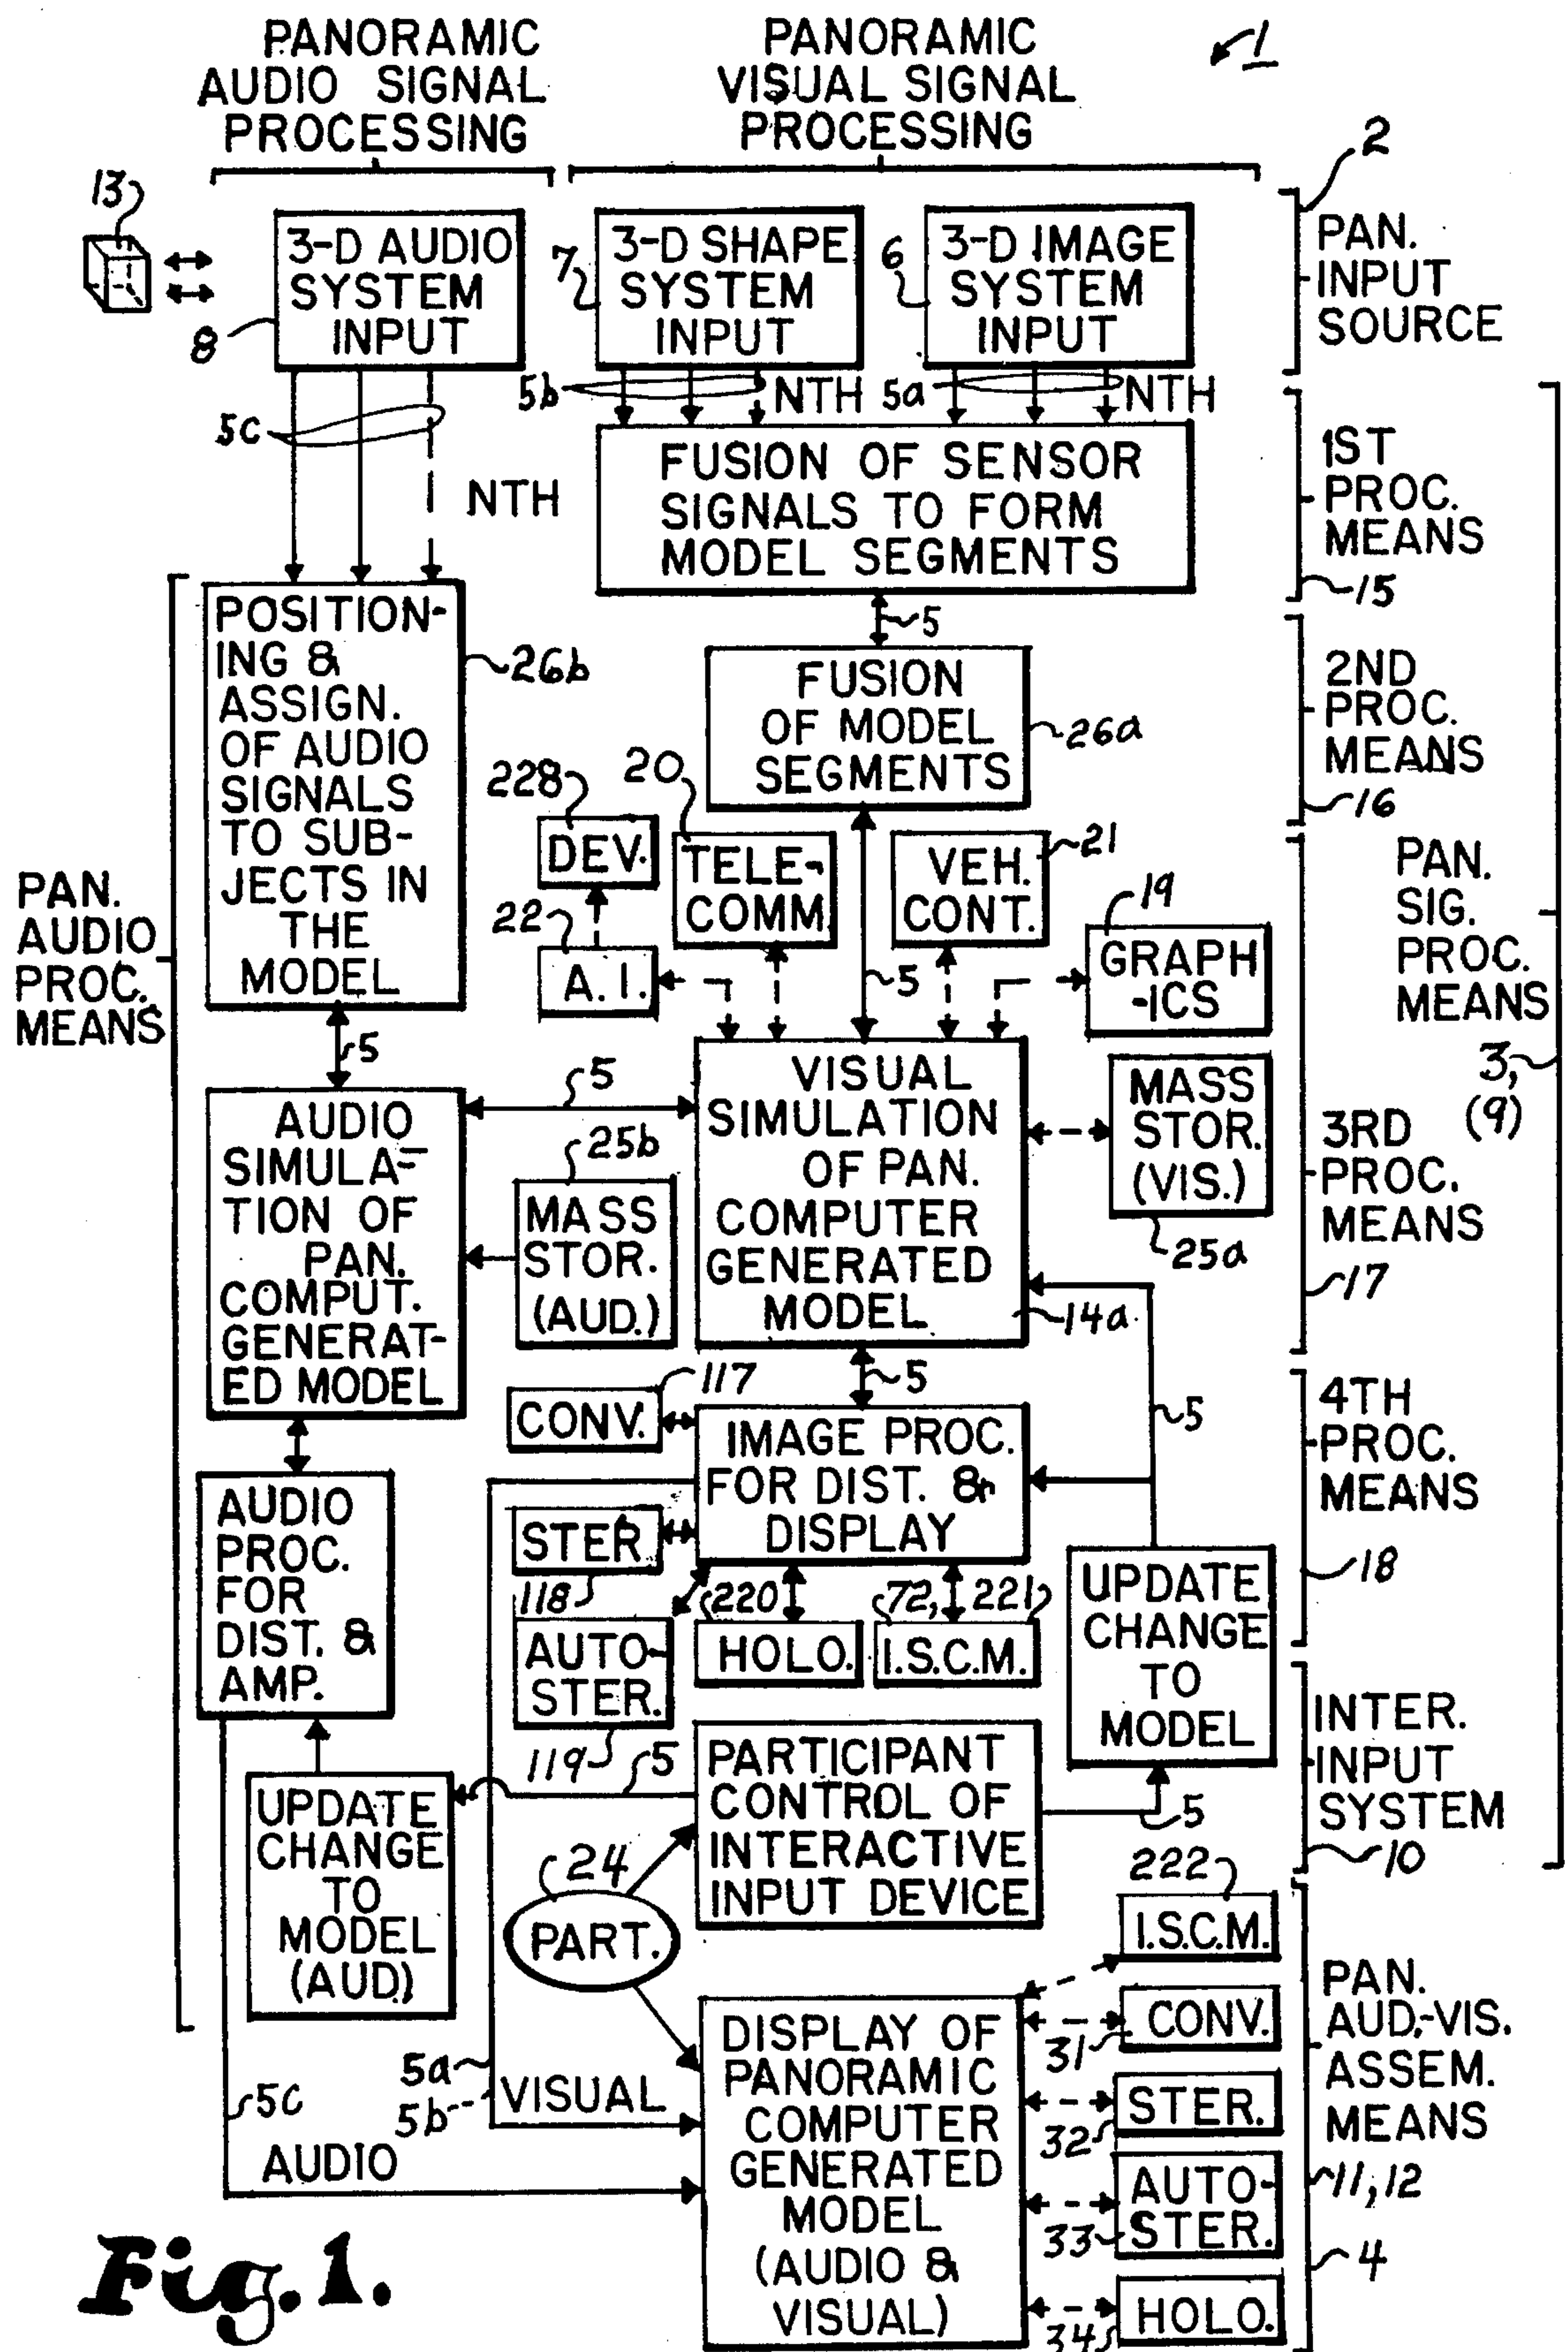 PANORAMIC
AUDIO SIGNAL
PROCESSING
PANORAMIC
VISUAL SIGNAL
PROCESSING
1
2
13
3-D AUDIO
SYSTEM
INPUT
8
7
3-D SHAPE
SYSTEM
INPUT
6
3-D IMAGE
SYSTEM
INPUT
PAN.
INPUT
SOURCE
5c
5b
NTH
5a
NTH
NTH
FUSION OF SENSOR
SIGNALS TO FORM
MODEL SEGMENTS
1ST
PROC.
MEANS
15
5
POSITION-
ING &
ASSIGN.
OF AUDIO
SIGNALS
TO SUB-
JECTS IN
THE
MODEL
26b
FUSION
OF MODEL
SEGMENTS
26a
2ND
PROC.
MEANS
16
PAN.
AUDIO
PROC.
MEANS
228
DEV.
22
A.I.
20
TELE-
COMM.
VEH.
CONT.
21
19
GRAPH
-ICS
5
PAN.
SIG.
PROC.
MEANS
3,
(9)
5
AUDIO
SIMULA-
TION OF
PAN.
COMPUT.
GENERAT-
ED MODEL
5
25b
MASS
STOR.
(AUD.)
VISUAL
SIMULATION
OF PAN.
COMPUTER
GENERATED
MODEL
14a
MASS
STOR.
(VIS.)
25a
3RD
PROC.
MEANS
17
117
CONV.
5
IMAGE PROC.
FOR DIST. &
DISPLAY
5
4TH
PROC.
MEANS
18
AUDIO
PROC.
FOR
DIST. &
AMP.
STER.
118
AUTO-
STER.
119
220
HOLO.
72, 221
I.S.C.M.
UPDATE
CHANGE
TO
MODEL
5
UPDATE
CHANGE
TO
MODEL
(AUD.)
5
PARTICIPANT
CONTROL OF
INTERACTIVE
INPUT DEVICE
INTER.
INPUT
SYSTEM
10
24
PART.
222
I.S.C.M.
DISPLAY OF
PANORAMIC
COMPUTER
GENERATED
MODEL
(AUDIO &
VISUAL)
31
CONV.
32
STER.
33
AUTO-
STER.
34
HOLO.
PAN.
AUD.-VIS.
ASSEM.
MEANS
11, 12
4
5a
5b
VISUAL
5c
AUDIO
Fig. 1.